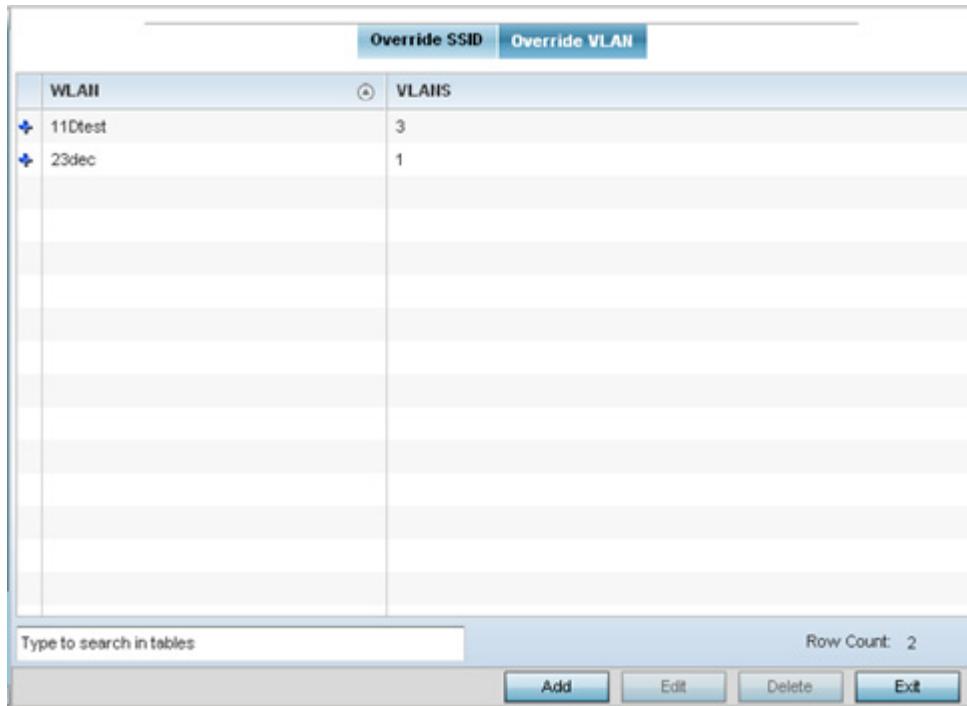 Override SSID Override VLAN
WLAN VLANS
11Dtest 3
23dec 1
Type to search in tables Row Count: 2
Add Edit Delete Exit